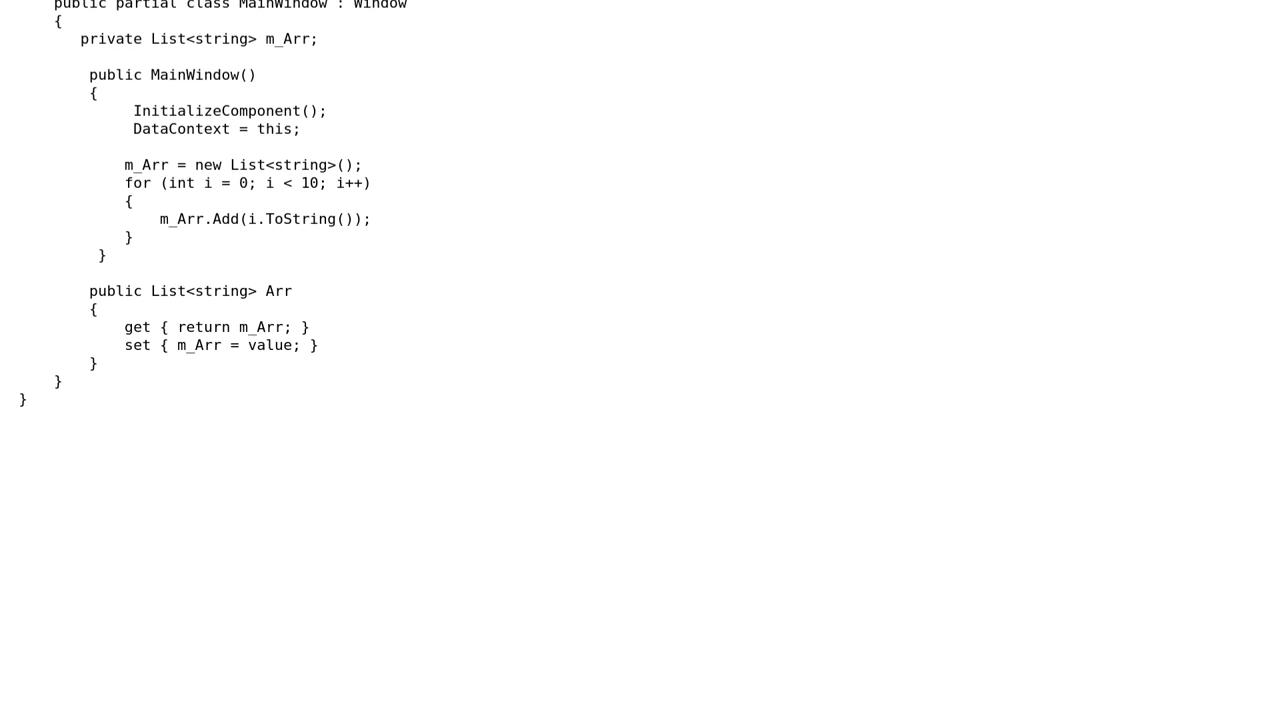 public partial class MainWindow : Window
{
private List<string> m_Arr;
public MainWindow()
{
InitializeComponent();
DataContext = this;
m_Arr = new List<string>();
for (int i = 0; i < 10; i++)
{
m_Arr.Add(i.ToString());
}
}
public List<string> Arr
{
get { return m_Arr; }
set { m_Arr = value; }
}
}
}